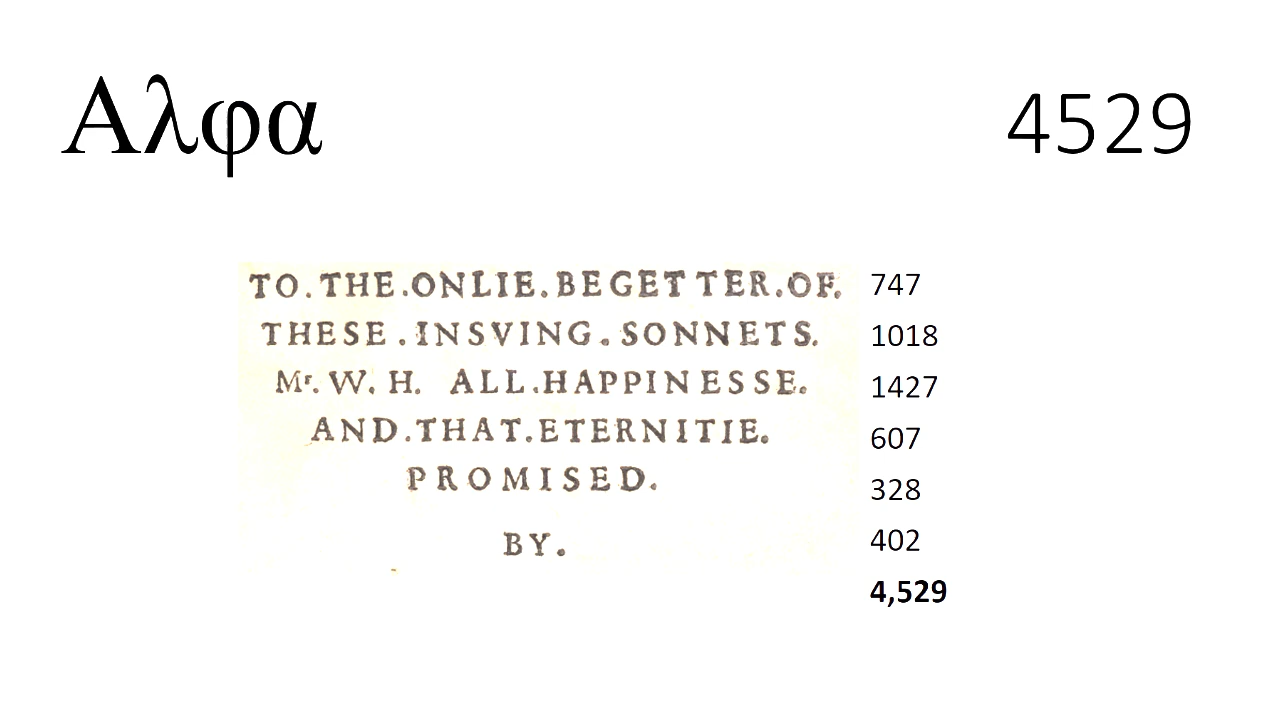 Αλφα 4529
TO.THE.ONLIE.BEGETTER.OF. 747
THESE.INSVING.SONNETS. 1018
Mr. W. H. ALL.HAPPINESSE. 1427
AND.THAT.ETERNITIE. 607
PROMISED. 328
BY. 402
4,529